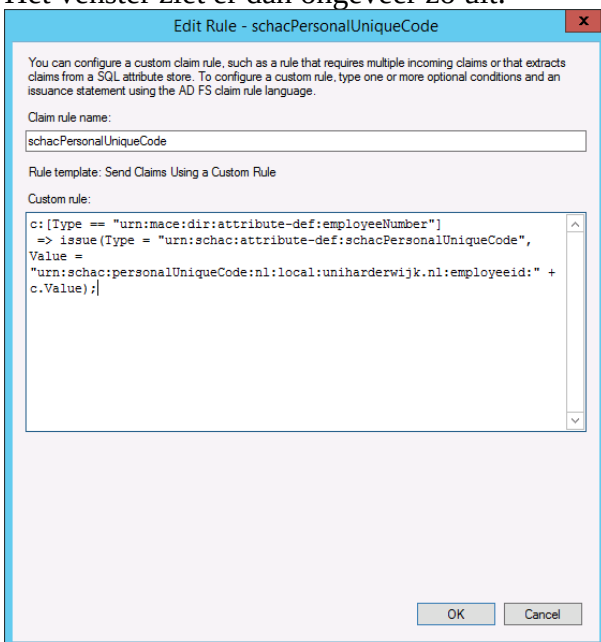 Het venster ziet er dan ongeveer zo uit:
Edit Rule - schacPersonalUniqueCode
x
You can configure a custom claim rule, such as a rule that requires multiple incoming claims or that extracts
claims from a SQL attribute store. To configure a custom rule, type one or more optional conditions and an
issuance statement using the AD FS claim rule language.
Claim rule name:
schacPersonalUniqueCode
Rule template: Send Claims Using a Custom Rule
Custom rule:
c:[Type == "urn:mace:dir:attribute-def:employeeNumber"]
=> issue(Type = "urn:schac:attribute-def:schacPersonalUniqueCode",
Value =
"urn:schac:personalUniqueCode:nl:local:uniharderwijk.nl:employeeid:" +
c.Value);
OK Cancel